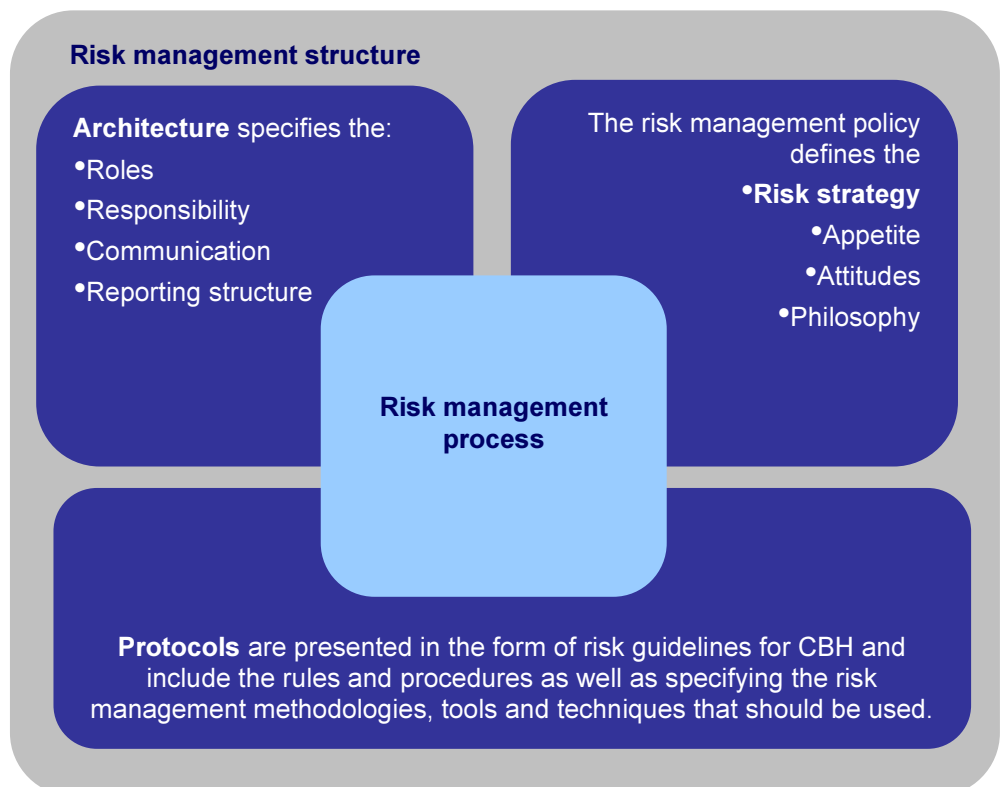 Risk management structure
Architecture specifies the:
•Roles
•Responsibility
•Communication
•Reporting structure
The risk management policy
defines the
•Risk strategy
•Appetite
•Attitudes
•Philosophy
Risk management
process
Protocols are presented in the form of risk guidelines for CBH and
include the rules and procedures as well as specifying the risk
management methodologies, tools and techniques that should be used.